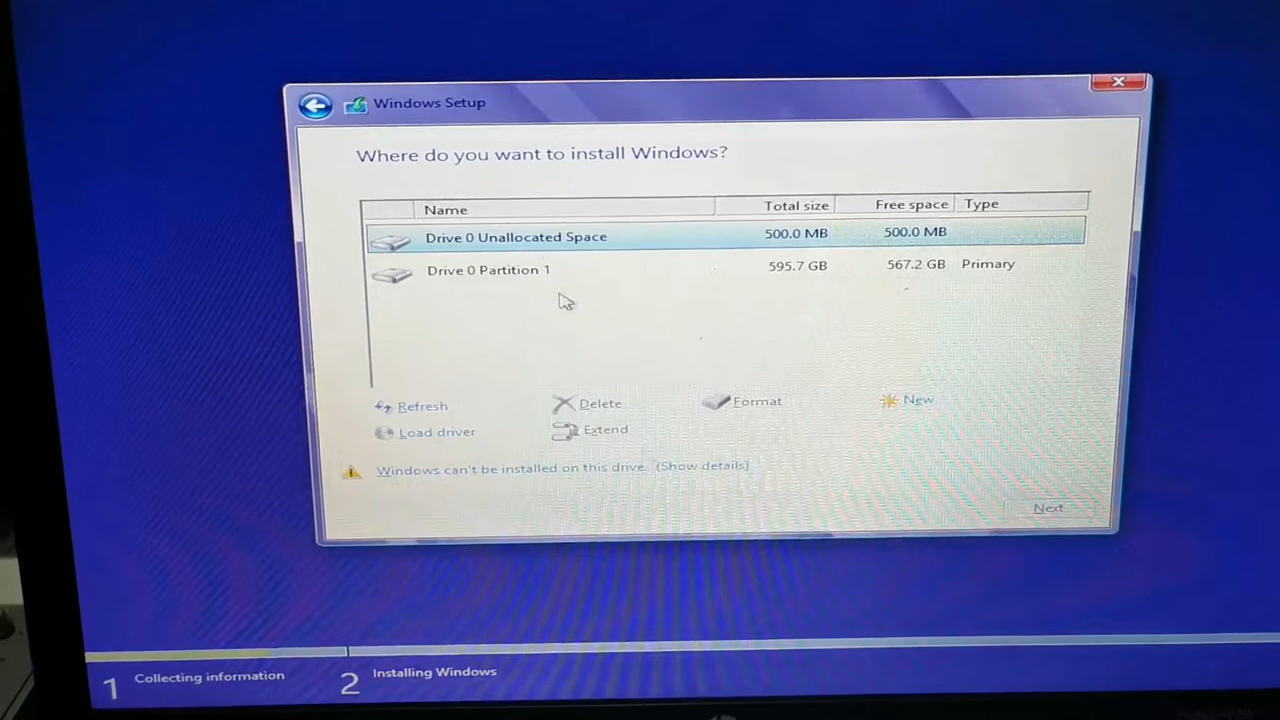 Windows Setup
Where do you want to install Windows?
Name Total size Free space Type
Drive 0 Unallocated Space 500.0 MB 500.0 MB
Drive 0 Partition 1 595.7 GB 567.2 GB Primary
Refresh Delete Format New
Load driver Extend
Windows can't be installed on this drive. (Show details)
Next
1 Collecting information 2 Installing Windows